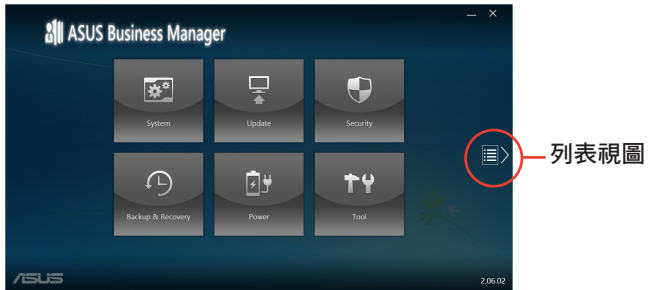 ASUS Business Manager
System
Update
Security
列表視圖
Backup & Recovery
Power
Tool
ASUS
2.06.02